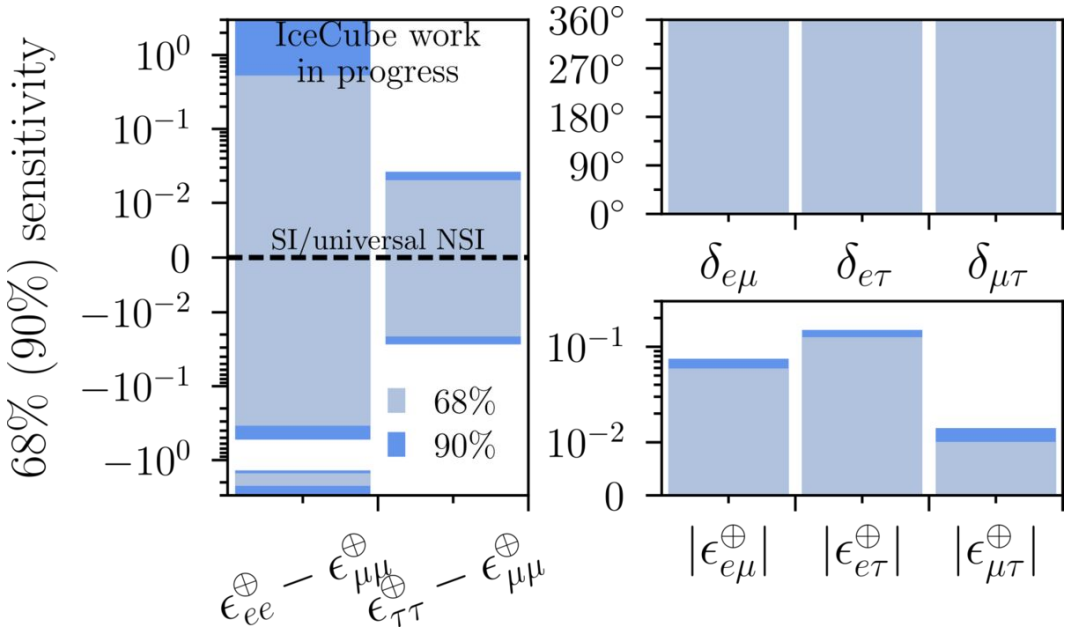 68% (90%) sensitivity
10⁰
10⁻¹
10⁻²
0
−10⁻²
−10⁻¹
−10⁰
IceCube work
in progress
SI/universal NSI
68%
90%
ϵ⊕ₑₑ − ϵ⊕μμ
ϵ⊕ττ − ϵ⊕μμ
360°
270°
180°
90°
0°
δeμ
δeτ
δμτ
10⁻¹
10⁻²
0
|ϵ⊕eμ|
|ϵ⊕eτ|
|ϵ⊕μτ|